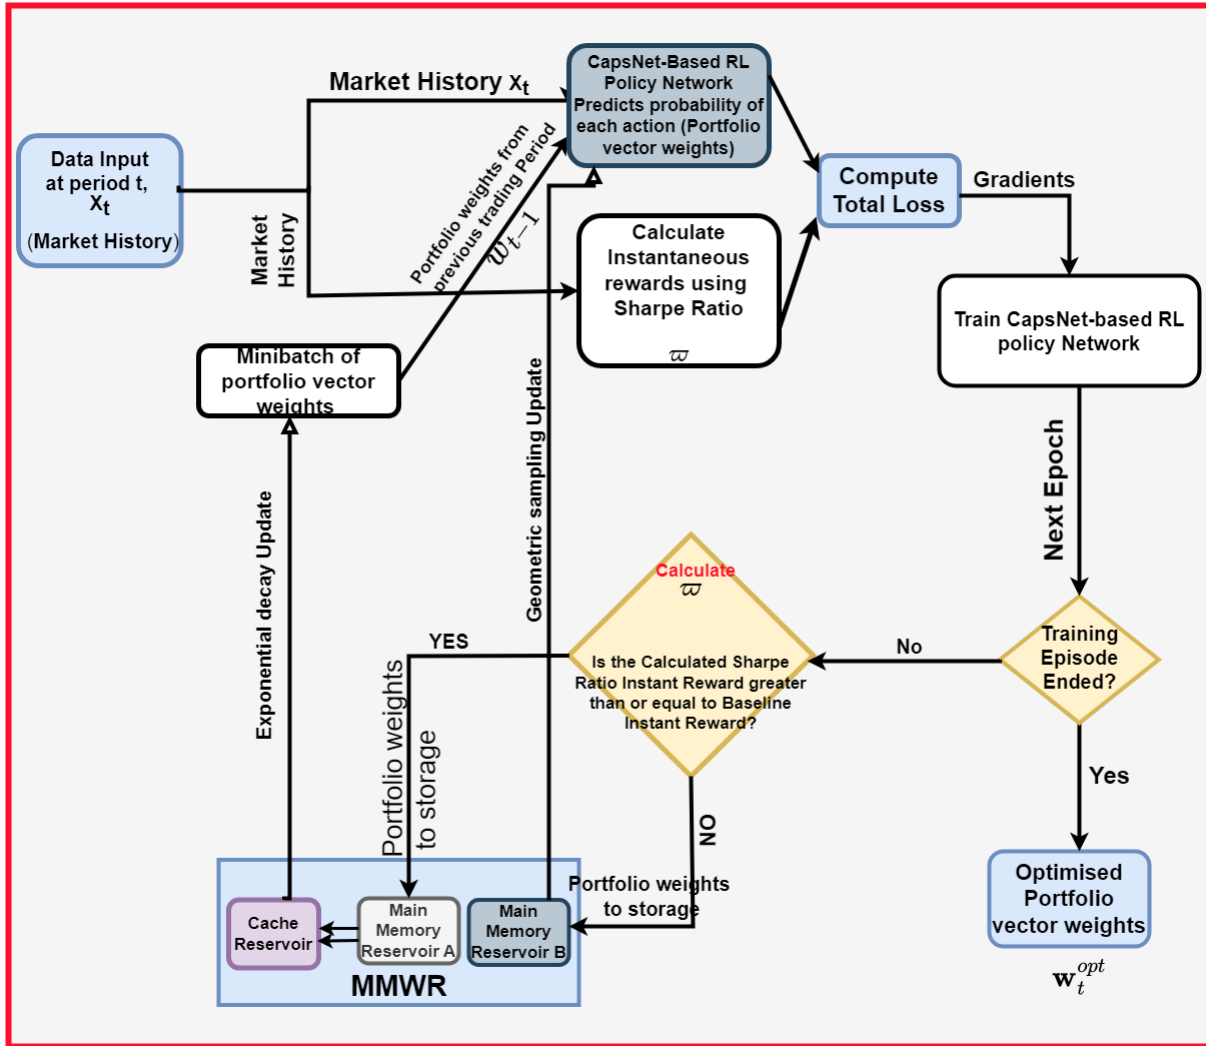 Market History Xt
CapsNet-Based RL
Policy Network
Predicts probability of
each action (Portfolio
vector weights)
Data Input
at period t,
Xt
(Market History)
Market
History
Portfolio weights from
previous trading Period
w_{t-1}
Calculate
Instantaneous
rewards using
Sharpe Ratio
ϖ
Compute
Total Loss
Gradients
Train CapsNet-based RL
policy Network
Minibatch of
portfolio vector
weights
Exponential decay Update
Geometric sampling Update
Next Epoch
Calculate
ϖ
Is the Calculated Sharpe
Ratio Instant Reward greater
than or equal to Baseline
Instant Reward?
YES
No
Training
Episode
Ended?
Portfolio weights
to storage
NO
Yes
Portfolio weights
to storage
Cache
Reservoir
Main
Memory
Reservoir A
Main
Memory
Reservoir B
MMWR
Optimised
Portfolio
vector weights
w_t^{opt}